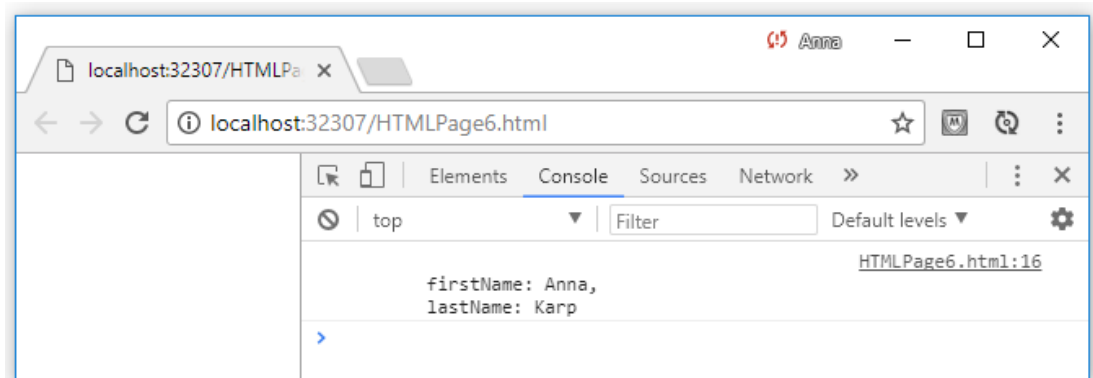 Anna
localhost:32307/HTMLPa
localhost:32307/HTMLPage6.html
Elements Console Sources Network »
top Filter Default levels
HTMLPage6.html:16
firstName: Anna,
lastName: Karp